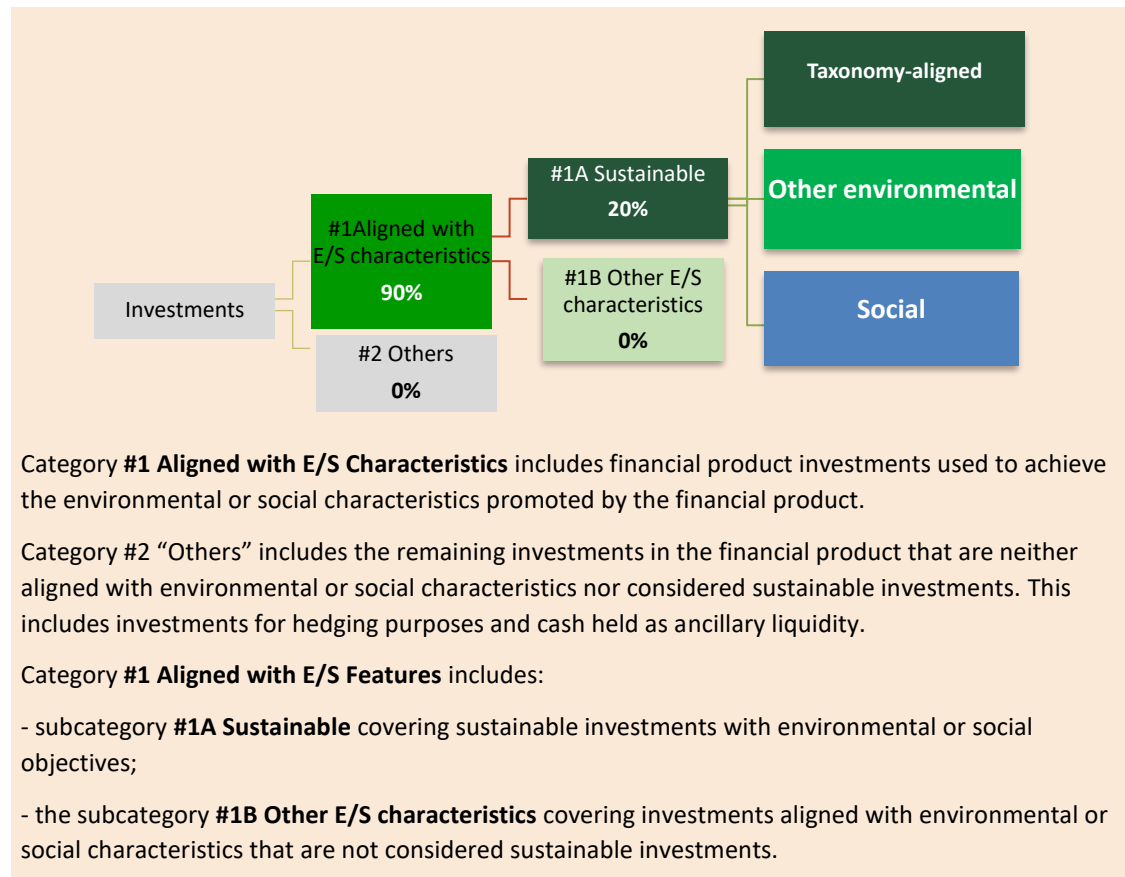 Taxonomy-aligned
#1A Sustainable
20%
Other environmental
#1Aligned with
E/S characteristics
90%
#1B Other E/S
characteristics
0%
Investments
Social
#2 Others
0%
Category #1 Aligned with E/S Characteristics includes financial product investments used to achieve
the environmental or social characteristics promoted by the financial product.
Category #2 “Others” includes the remaining investments in the financial product that are neither
aligned with environmental or social characteristics nor considered sustainable investments. This
includes investments for hedging purposes and cash held as ancillary liquidity.
Category #1 Aligned with E/S Features includes:
- subcategory #1A Sustainable covering sustainable investments with environmental or social
objectives;
- the subcategory #1B Other E/S characteristics covering investments aligned with environmental or
social characteristics that are not considered sustainable investments.